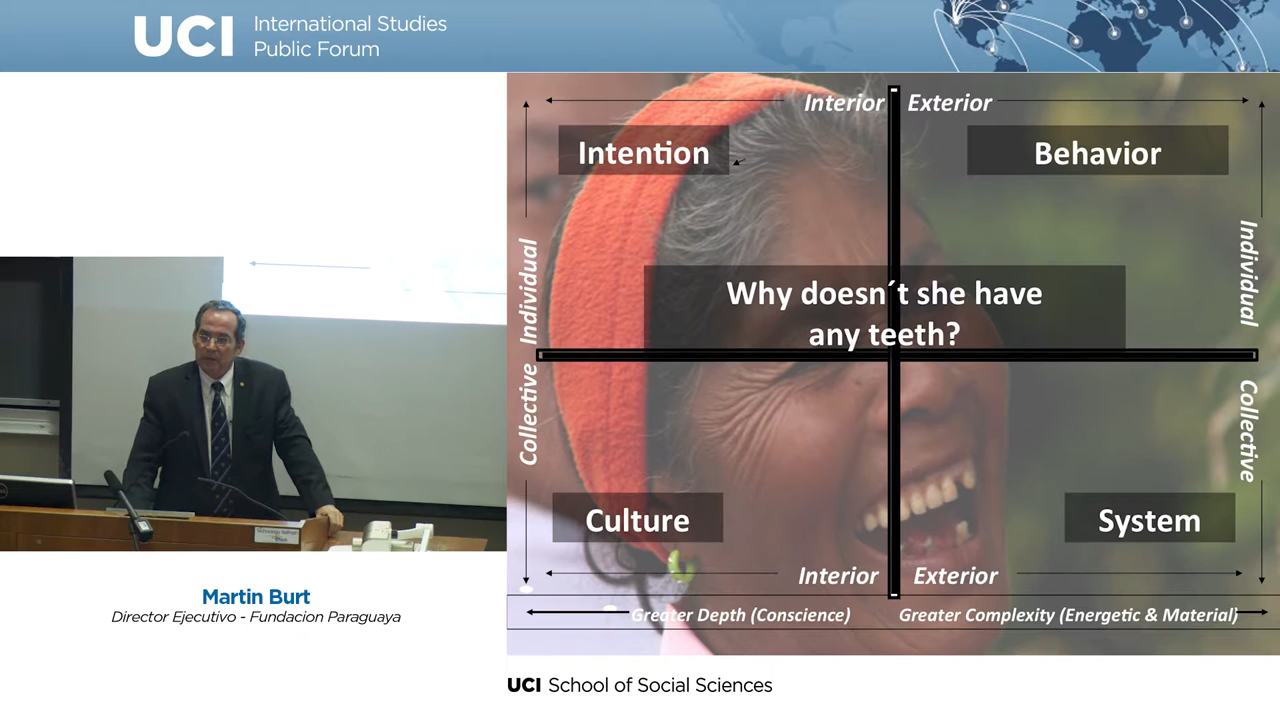 UCI
International Studies
Public Forum
Interior
Exterior
Intention
Behavior
Individual
Individual
Why doesn´t she have
any teeth?
Collective
Collective
Culture
System
Interior
Exterior
Greater Depth (Conscience)
Greater Complexity (Energetic & Material)
Martin Burt
Director Ejecutivo - Fundacion Paraguaya
UCI School of Social Sciences